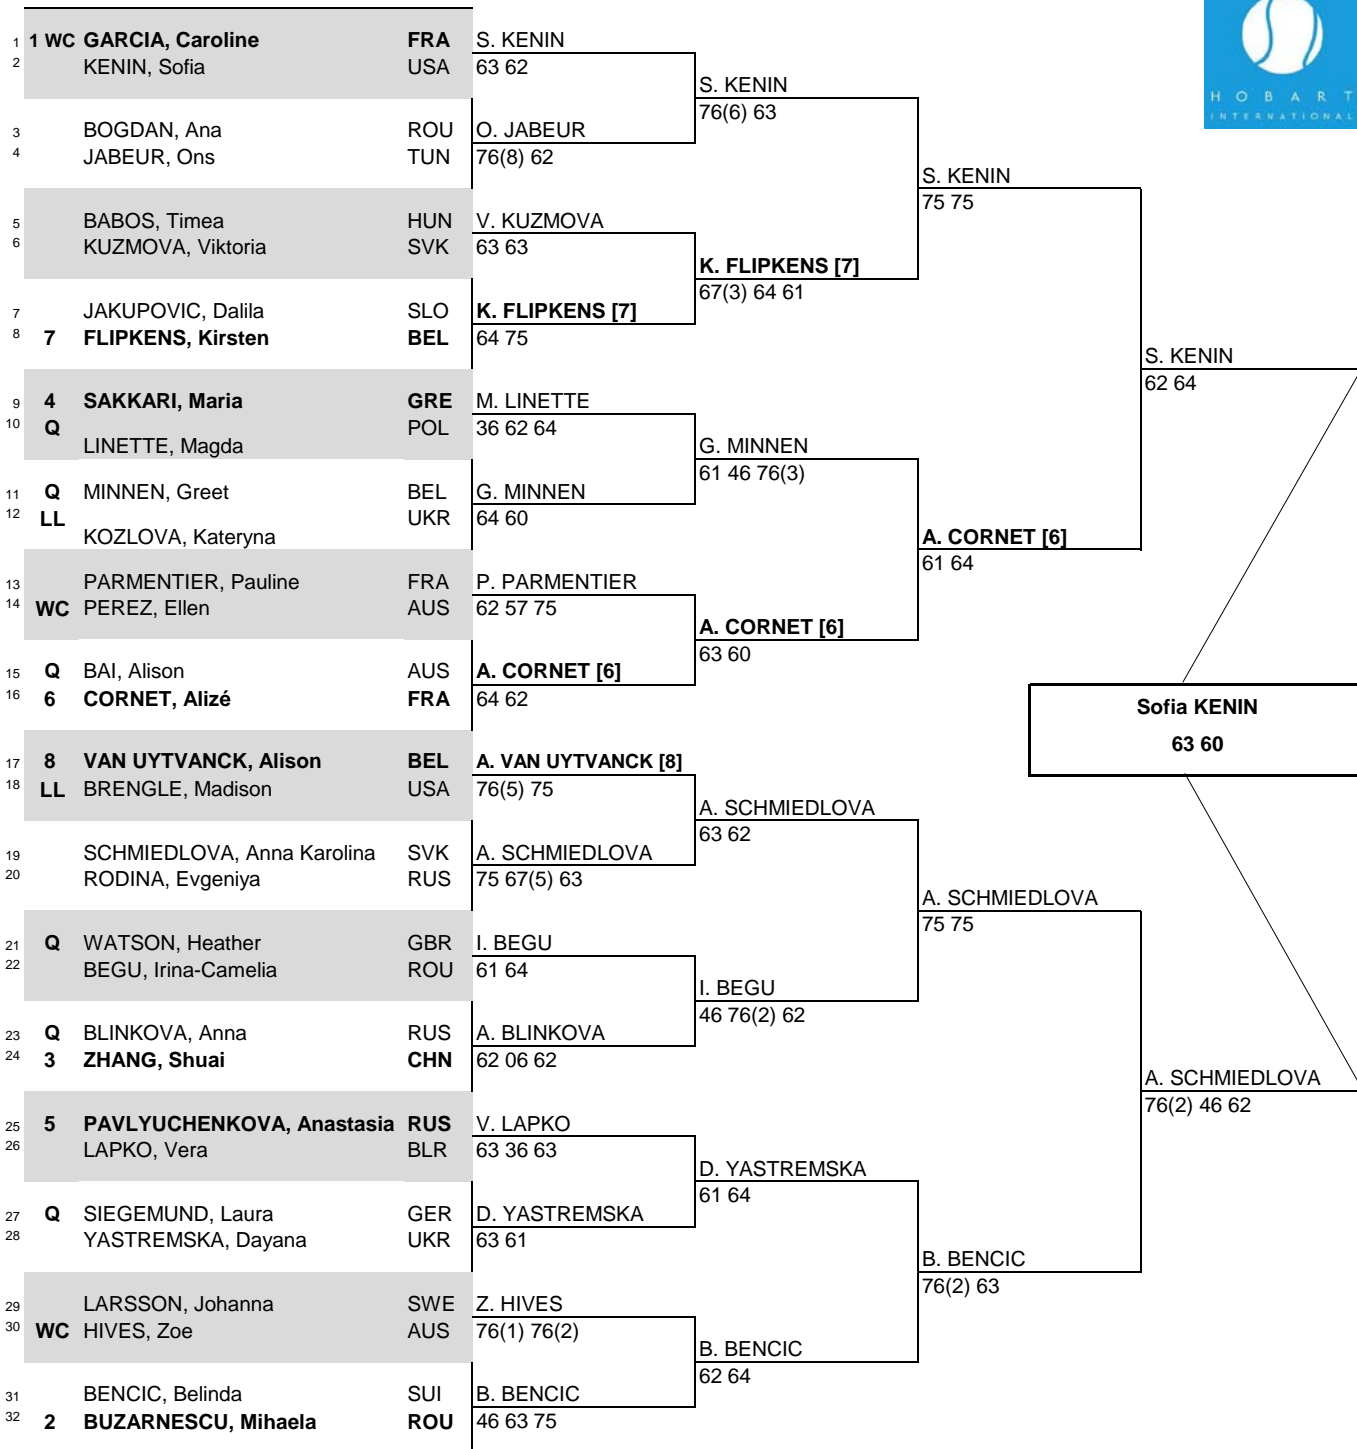 HOBART
INTERNATIONAL
1 1 WC GARCIA, Caroline FRA
2 KENIN, Sofia USA
3 BOGDAN, Ana ROU
4 JABEUR, Ons TUN
5 BABOS, Timea HUN
6 KUZMOVA, Viktoria SVK
7 JAKUPOVIC, Dalila SLO
8 7 FLIPKENS, Kirsten BEL
9 4 SAKKARI, Maria GRE
10 Q LINETTE, Magda POL
11 Q MINNEN, Greet BEL
12 LL KOZLOVA, Kateryna UKR
13 PARMENTIER, Pauline FRA
14 WC PEREZ, Ellen AUS
15 Q BAI, Alison AUS
16 6 CORNET, Alizé FRA
17 8 VAN UYTVANCK, Alison BEL
18 LL BRENGLE, Madison USA
19 SCHMIEDLOVA, Anna Karolina SVK
20 RODINA, Evgeniya RUS
21 Q WATSON, Heather GBR
22 BEGU, Irina-Camelia ROU
23 Q BLINKOVA, Anna RUS
24 3 ZHANG, Shuai CHN
25 5 PAVLYUCHENKOVA, Anastasia RUS
26 LAPKO, Vera BLR
27 Q SIEGEMUND, Laura GER
28 YASTREMSKA, Dayana UKR
29 LARSSON, Johanna SWE
30 WC HIVES, Zoe AUS
31 BENCIC, Belinda SUI
32 2 BUZARNESCU, Mihaela ROU
S. KENIN
63 62
O. JABEUR
76(8) 62
V. KUZMOVA
63 63
K. FLIPKENS [7]
64 75
M. LINETTE
36 62 64
G. MINNEN
64 60
P. PARMENTIER
62 57 75
A. CORNET [6]
64 62
A. VAN UYTVANCK [8]
76(5) 75
A. SCHMIEDLOVA
75 67(5) 63
I. BEGU
61 64
A. BLINKOVA
62 06 62
V. LAPKO
63 36 63
D. YASTREMSKA
63 61
Z. HIVES
76(1) 76(2)
B. BENCIC
46 63 75
S. KENIN
76(6) 63
K. FLIPKENS [7]
67(3) 64 61
G. MINNEN
61 46 76(3)
A. CORNET [6]
63 60
A. SCHMIEDLOVA
63 62
I. BEGU
46 76(2) 62
D. YASTREMSKA
61 64
B. BENCIC
62 64
S. KENIN
75 75
A. CORNET [6]
61 64
A. SCHMIEDLOVA
75 75
B. BENCIC
76(2) 63
S. KENIN
62 64
A. SCHMIEDLOVA
76(2) 46 62
Sofia KENIN
63 60